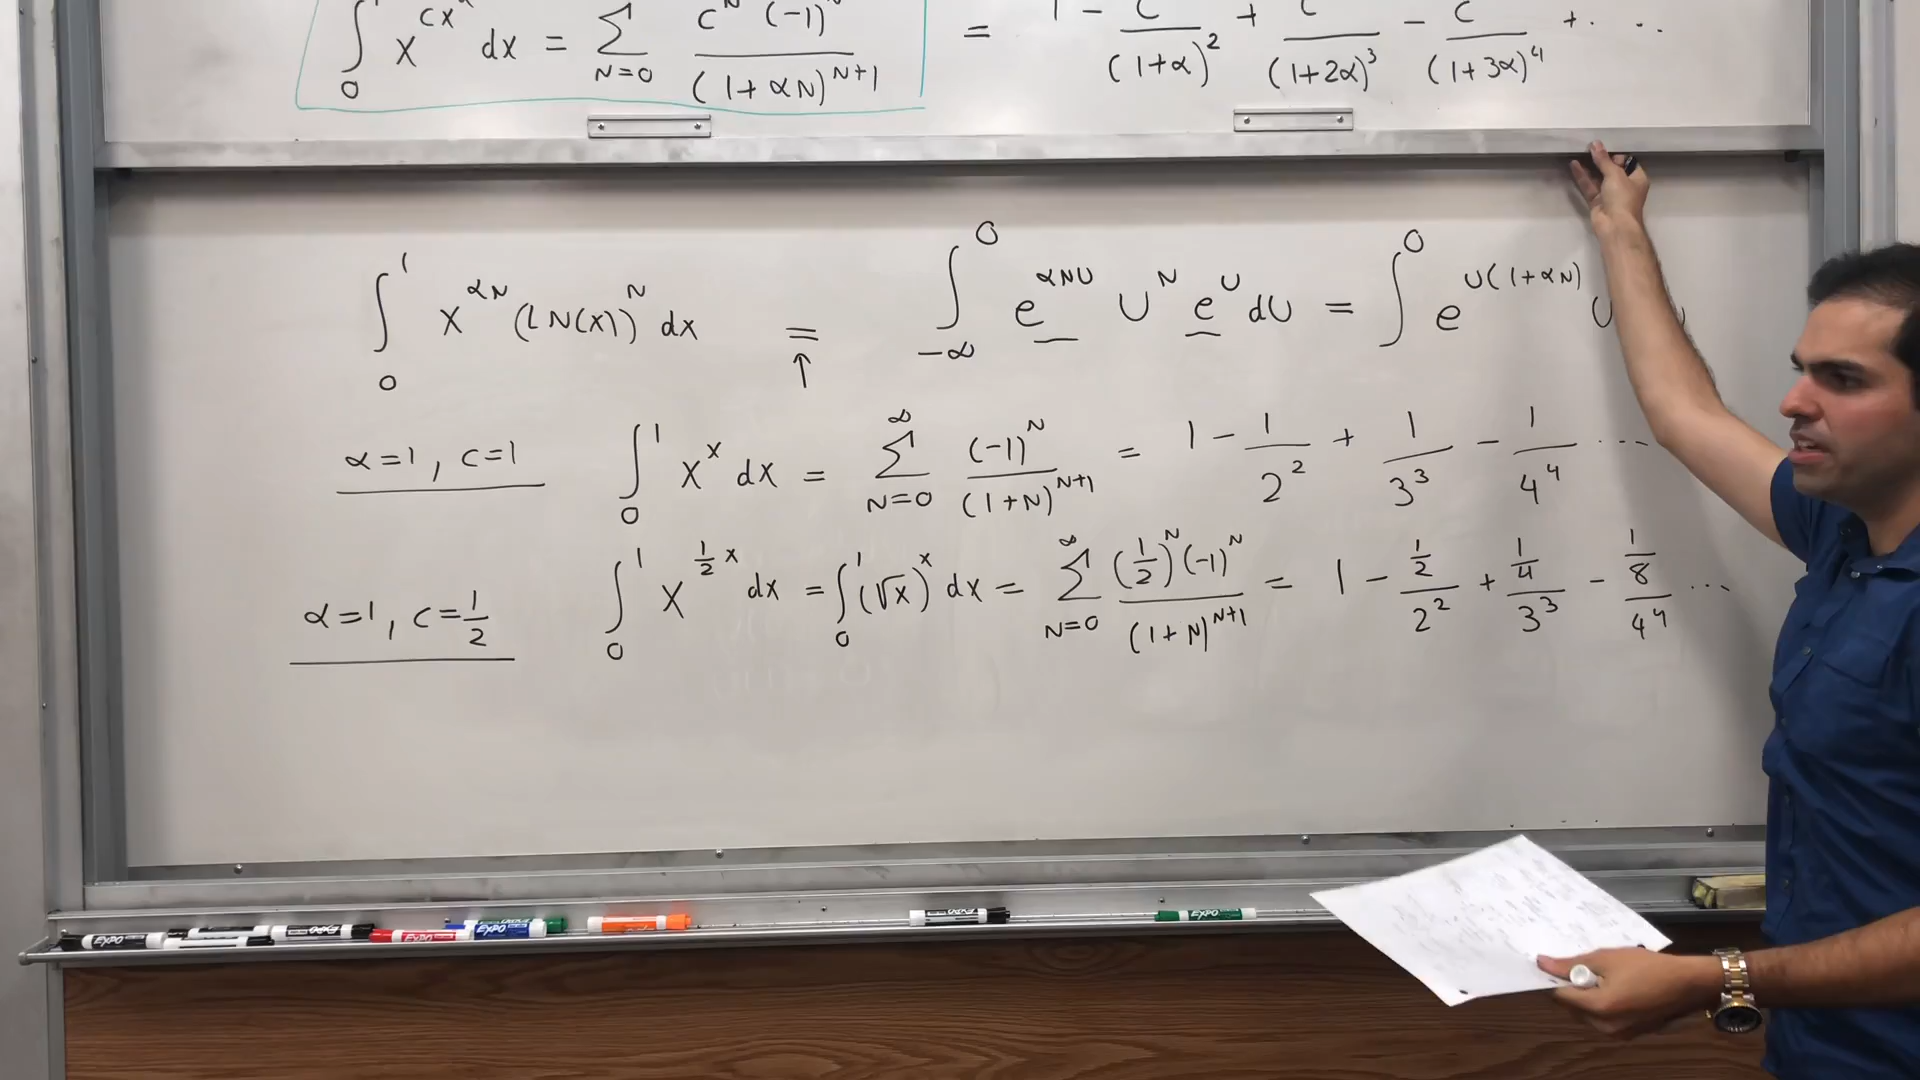 ∫₀¹ x^(cx^α) dx = Σ_(N=0) c^N (-1)^N / (1+αN)^(N+1) = 1 - c/(1+α)² + c/(1+2α)³ - c/(1+3α)⁴ + ...
∫₀¹ x^(αN) (LN(x))^N dx = ∫_(-∞)^0 e^(αNU) U^N e^U dU = ∫^0 e^(U(1+αN)) U
↑
α=1, c=1 ∫₀¹ x^x dx = Σ_(N=0)^∞ (-1)^N / (1+N)^(N+1) = 1 - 1/2² + 1/3³ - 1/4⁴ ...
α=1, c=1/2 ∫₀¹ x^(½x) dx = ∫₀¹ (√x)^x dx = Σ_(N=0)^∞ (1/2)^N (-1)^N / (1+N)^(N+1) = 1 - (1/2)/2² + (1/4)/3³ - (1/8)/4⁴ ...
EXPO
EXPO
EXPO
EXPO